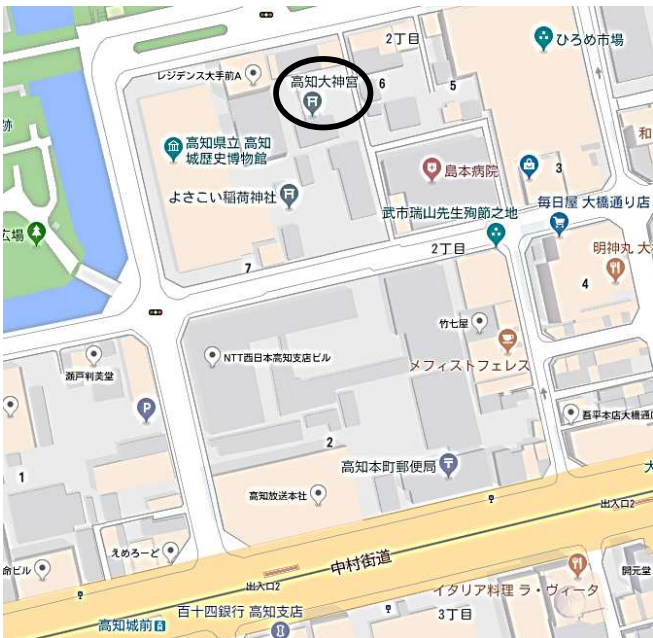 2丁目
ひろめ市場
レジデンス大手前A
高知大神宮
6
5
跡
和
高知県立 高知
城歴史博物館
島本病院
3
よさこい稲荷神社
毎日屋 大橋通り店
武市瑞山先生殉節之地
広場
2丁目
明神丸 大
7
4
竹七屋
NTT西日本高知支店ビル
瀬戸利美堂
メフィストフェレス
P
吾平本店大橋通
2
高知本町郵便局
1
大
高知放送本社
出入口2
えめろーど
命ビル
中村街道
開元堂
出入口2
イタリア料理 ラ・ヴィータ
百十四銀行 高知支店
3丁目
高知城前